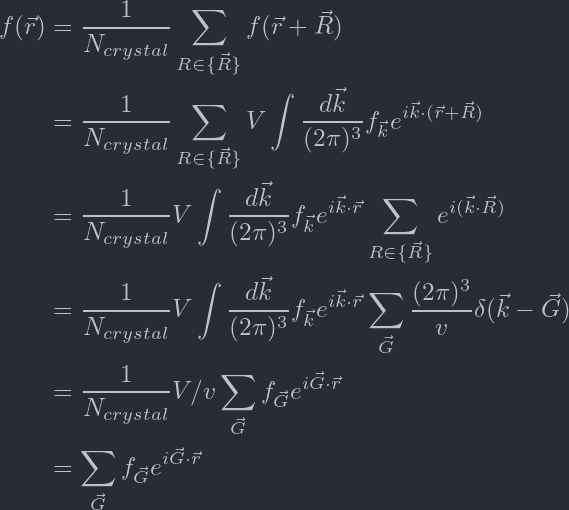 f(\vec{r}) = \frac{1}{N_{crystal}} \sum_{R \in \{\vec{R}\}} f(\vec{r} + \vec{R})
= \frac{1}{N_{crystal}} \sum_{R \in \{\vec{R}\}} V \int \frac{d\vec{k}}{(2\pi)^3} f_{\vec{k}} e^{i\vec{k} \cdot (\vec{r} + \vec{R})}
= \frac{1}{N_{crystal}} V \int \frac{d\vec{k}}{(2\pi)^3} f_{\vec{k}} e^{i\vec{k} \cdot \vec{r}} \sum_{R \in \{\vec{R}\}} e^{i(\vec{k} \cdot \vec{R})}
= \frac{1}{N_{crystal}} V \int \frac{d\vec{k}}{(2\pi)^3} f_{\vec{k}} e^{i\vec{k} \cdot \vec{r}} \sum_{\vec{G}} \frac{(2\pi)^3}{v} \delta(\vec{k} - \vec{G})
= \frac{1}{N_{crystal}} V/v \sum_{\vec{G}} f_{\vec{G}} e^{i\vec{G} \cdot \vec{r}}
= \sum_{\vec{G}} f_{\vec{G}} e^{i\vec{G} \cdot \vec{r}}